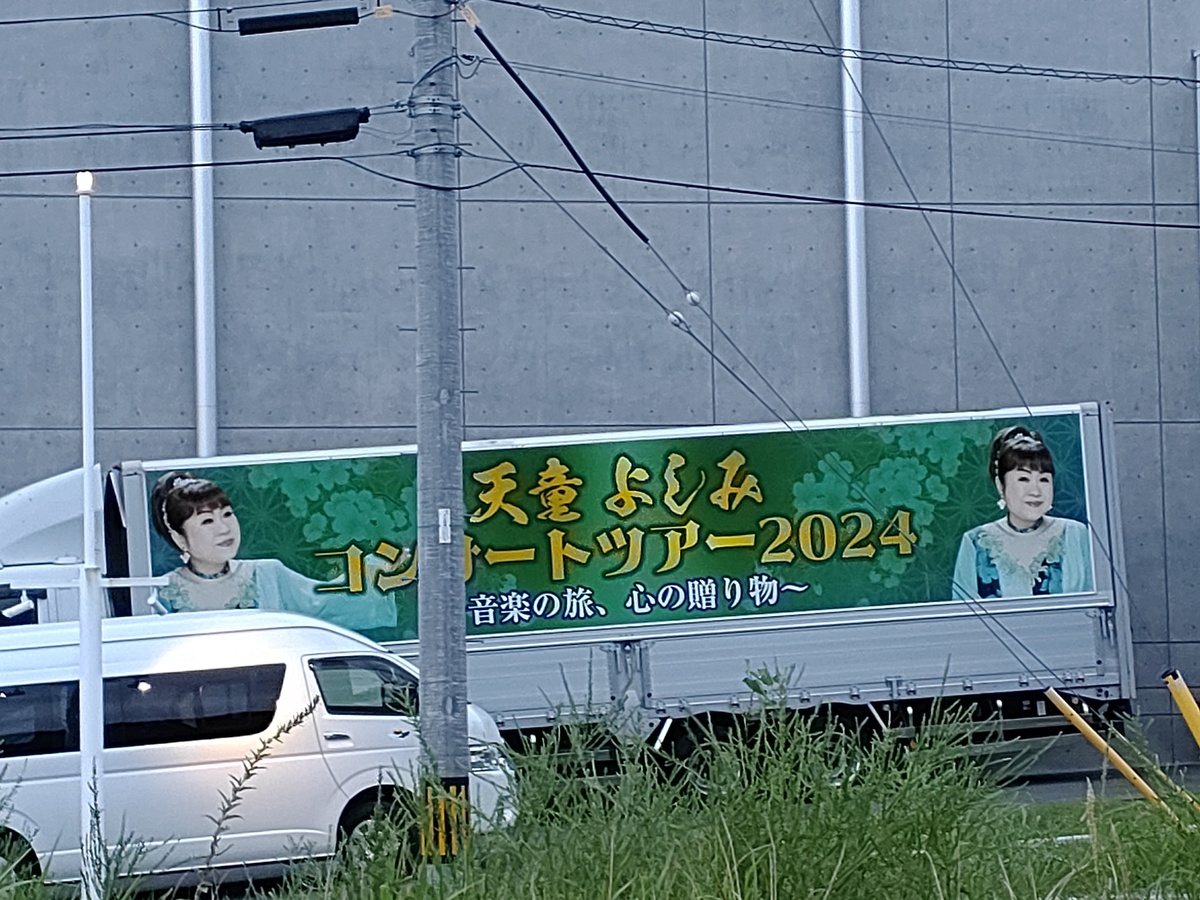 天童 よしみ
コンサートツアー2024
音楽の旅、心の贈り物～